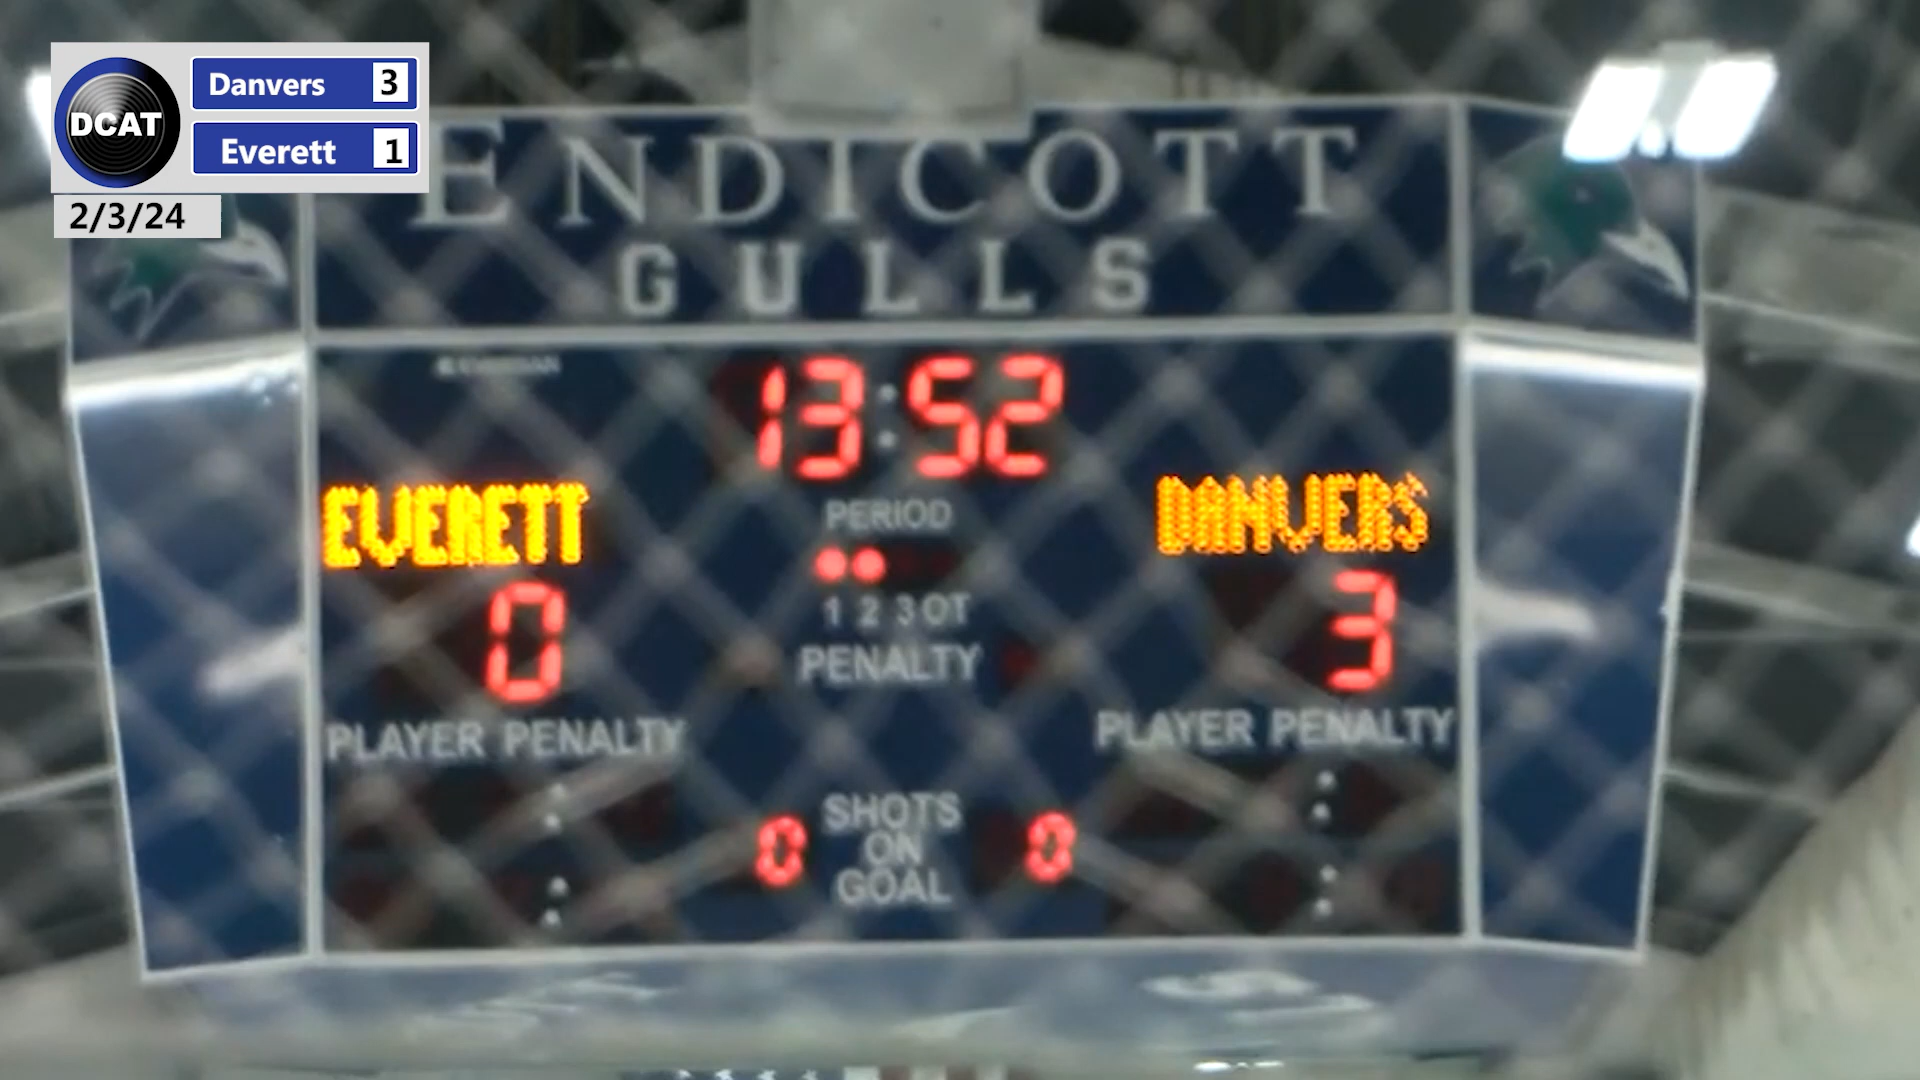 DCAT
Danvers 3
Everett 1
2/3/24
ENDICOTT
GULLS
13:52
EVERETT
DANVERS
PERIOD
1 2 3 OT
0
3
PENALTY
PLAYER PENALTY
PLAYER PENALTY
0
SHOTS
ON
GOAL
0